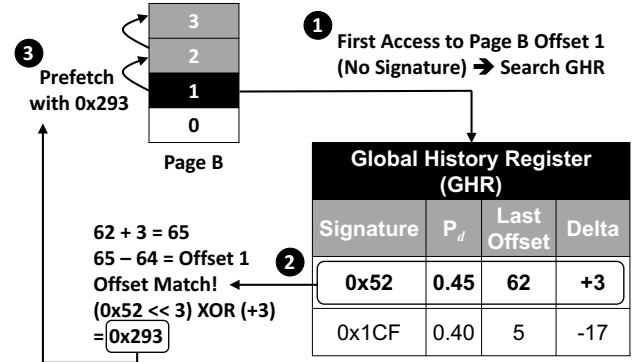 3
2
1
0
Page B
3
Prefetch
with 0x293
1
First Access to Page B Offset 1
(No Signature) ➔ Search GHR
Global History Register
(GHR)
Signature P_d Last Offset Delta
0x52 0.45 62 +3
0x1CF 0.40 5 -17
2
62 + 3 = 65
65 – 64 = Offset 1
Offset Match!
(0x52 << 3) XOR (+3)
= 0x293